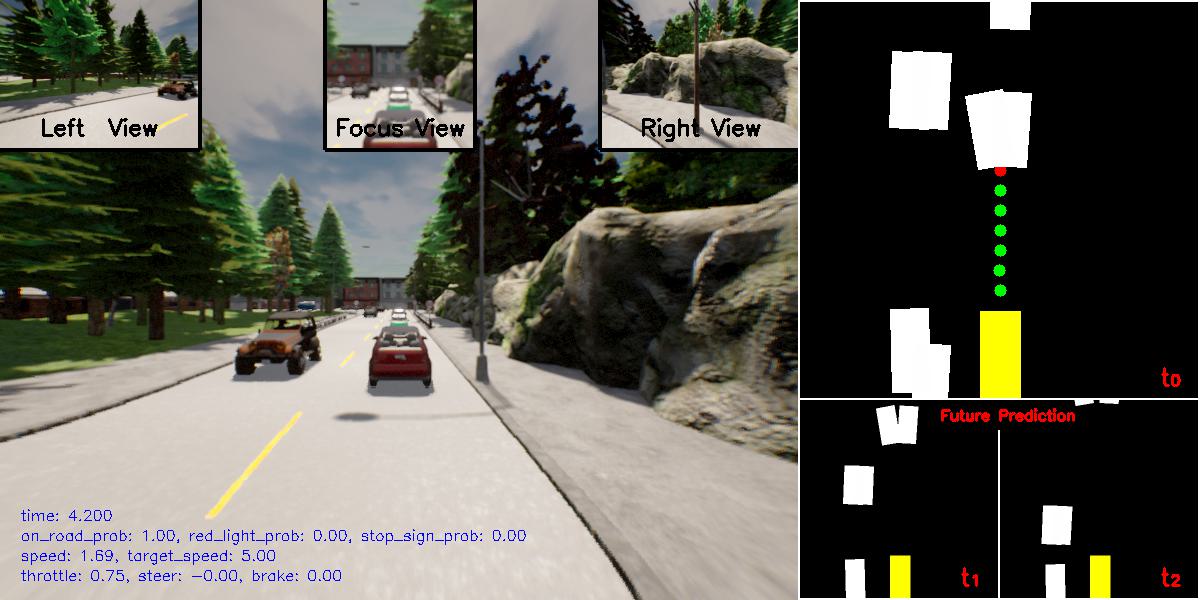 Left View
Focus View
Right View
t0
Future Prediction
t1
t2
time: 4.200
on_road_prob: 1.00, red_light_prob: 0.00, stop_sign_prob: 0.00
speed: 1.69, target_speed: 5.00
throttle: 0.75, steer: -0.00, brake: 0.00